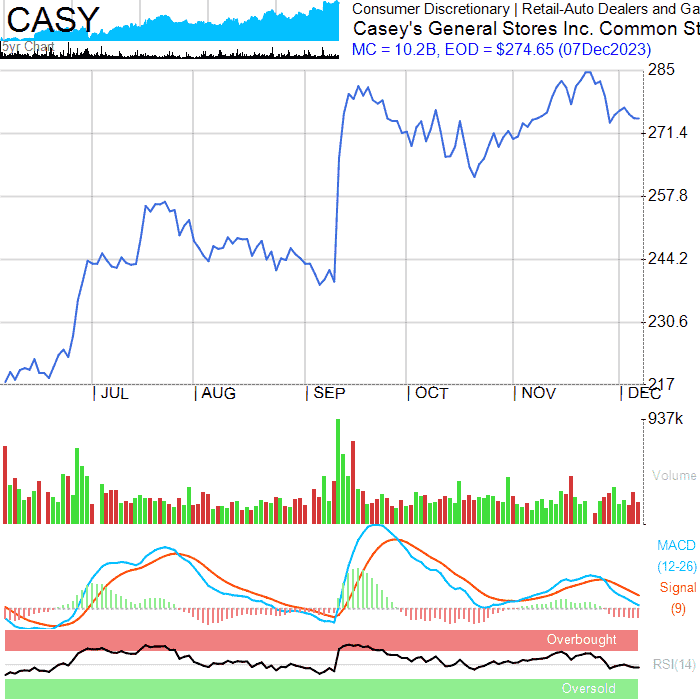 CASY
5yr Chart
Consumer Discretionary | Retail-Auto Dealers and Ga
Casey's General Stores Inc. Common St
MC = 10.2B, EOD = $274.65 (07Dec2023)
285
271.4
257.8
244.2
230.6
217
JUL AUG SEP OCT NOV DEC
937k
Volume
MACD
(12-26)
Signal
(9)
Overbought
RSI(14)
Oversold